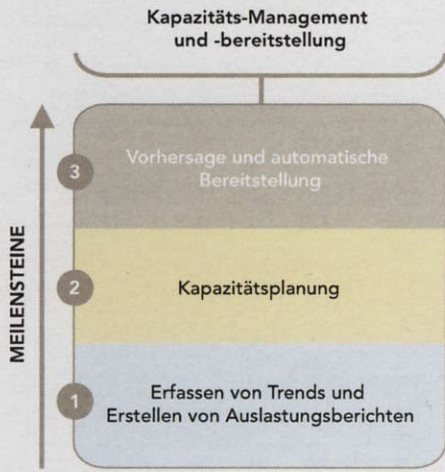 Kapazitäts-Management
und -bereitstellung
MEILENSTEINE
3
Vorhersage und automatische
Bereitstellung
2
Kapazitätsplanung
1
Erfassen von Trends und
Erstellen von Auslastungsberichten